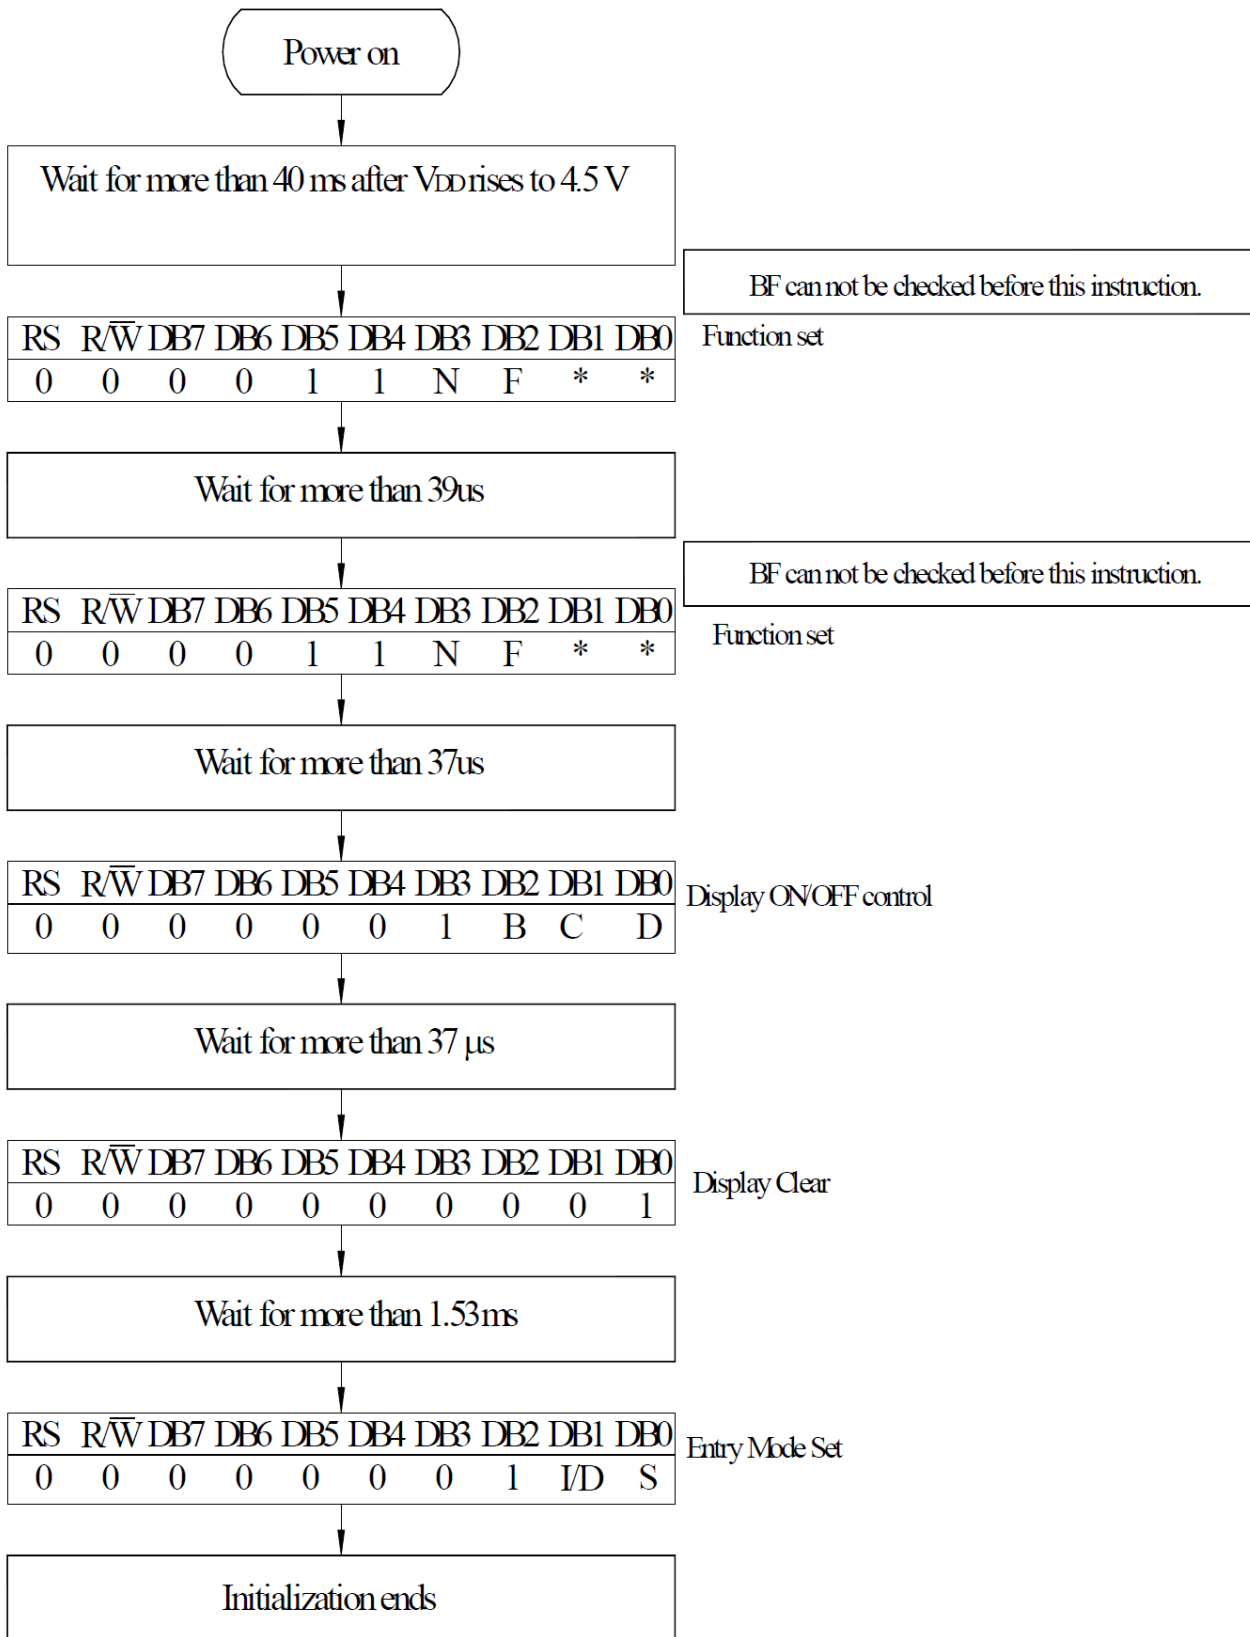 Power on
Wait for more than 40 ms after VDD rises to 4.5 V
BF can not be checked before this instruction.
RS R/W̅ DB7 DB6 DB5 DB4 DB3 DB2 DB1 DB0
Function set
0 0 0 0 1 1 N F * *
Wait for more than 39us
BF can not be checked before this instruction.
RS R/W̅ DB7 DB6 DB5 DB4 DB3 DB2 DB1 DB0
Function set
0 0 0 0 1 1 N F * *
Wait for more than 37us
RS R/W̅ DB7 DB6 DB5 DB4 DB3 DB2 DB1 DB0
Display ON/OFF control
0 0 0 0 0 0 1 B C D
Wait for more than 37 μs
RS R/W̅ DB7 DB6 DB5 DB4 DB3 DB2 DB1 DB0
Display Clear
0 0 0 0 0 0 0 0 0 1
Wait for more than 1.53ms
RS R/W̅ DB7 DB6 DB5 DB4 DB3 DB2 DB1 DB0
Entry Mode Set
0 0 0 0 0 0 0 1 I/D S
Initialization ends